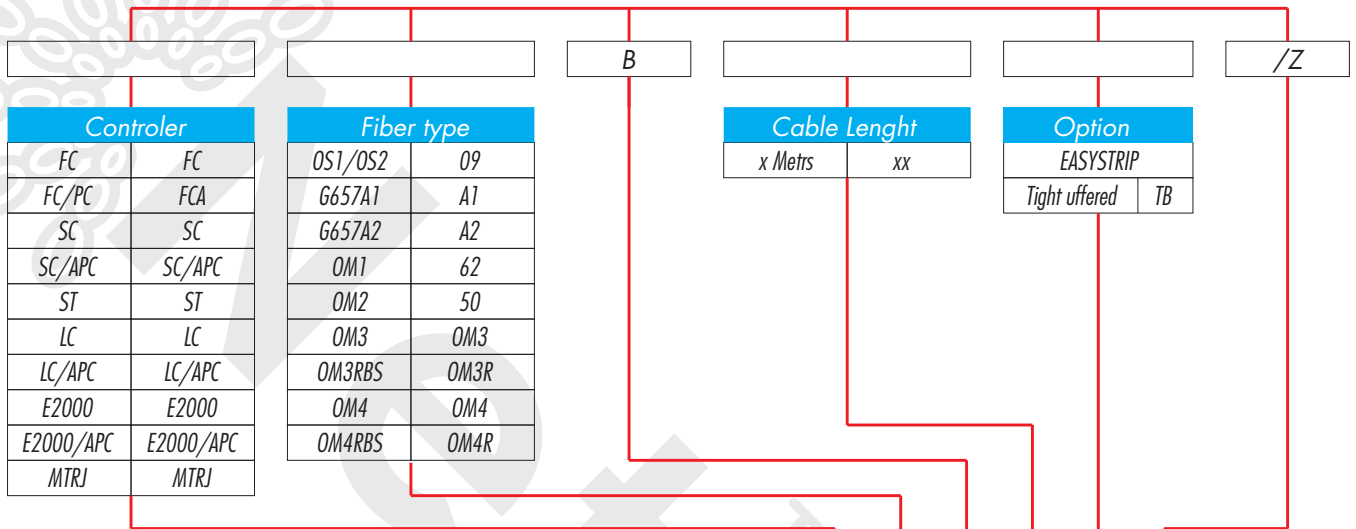 B /Z
Controler Fiber type Cable Lenght Option
FC FC OS1/OS2 09 x Metrs xx EASYSTRIP
FC/PC FCA G657A1 A1 Tight uffered TB
SC SC G657A2 A2
SC/APC SC/APC OM1 62
ST ST OM2 50
LC LC OM3 OM3
LC/APC LC/APC OM3RBS OM3R
E2000 E2000 OM4 OM4
E2000/APC E2000/APC OM4RBS OM4R
MTRJ MTRJ